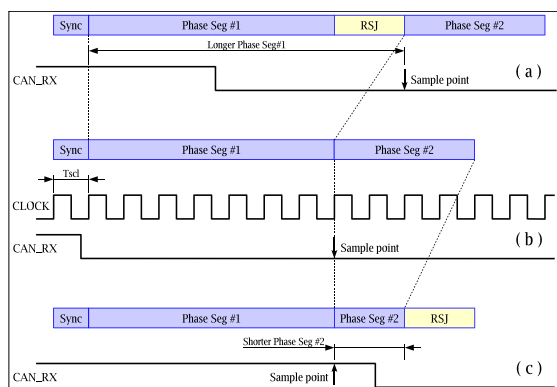 Sync Phase Seg #1 RSJ Phase Seg #2
Longer Phase Seg#1
CAN_RX
Sample point
(a)
Sync Phase Seg #1 Phase Seg #2
Tscl
CLOCK
CAN_RX
Sample point
(b)
Sync Phase Seg #1 Phase Seg #2 RSJ
Shorter Phase Seg #2
CAN_RX
Sample point
(c)